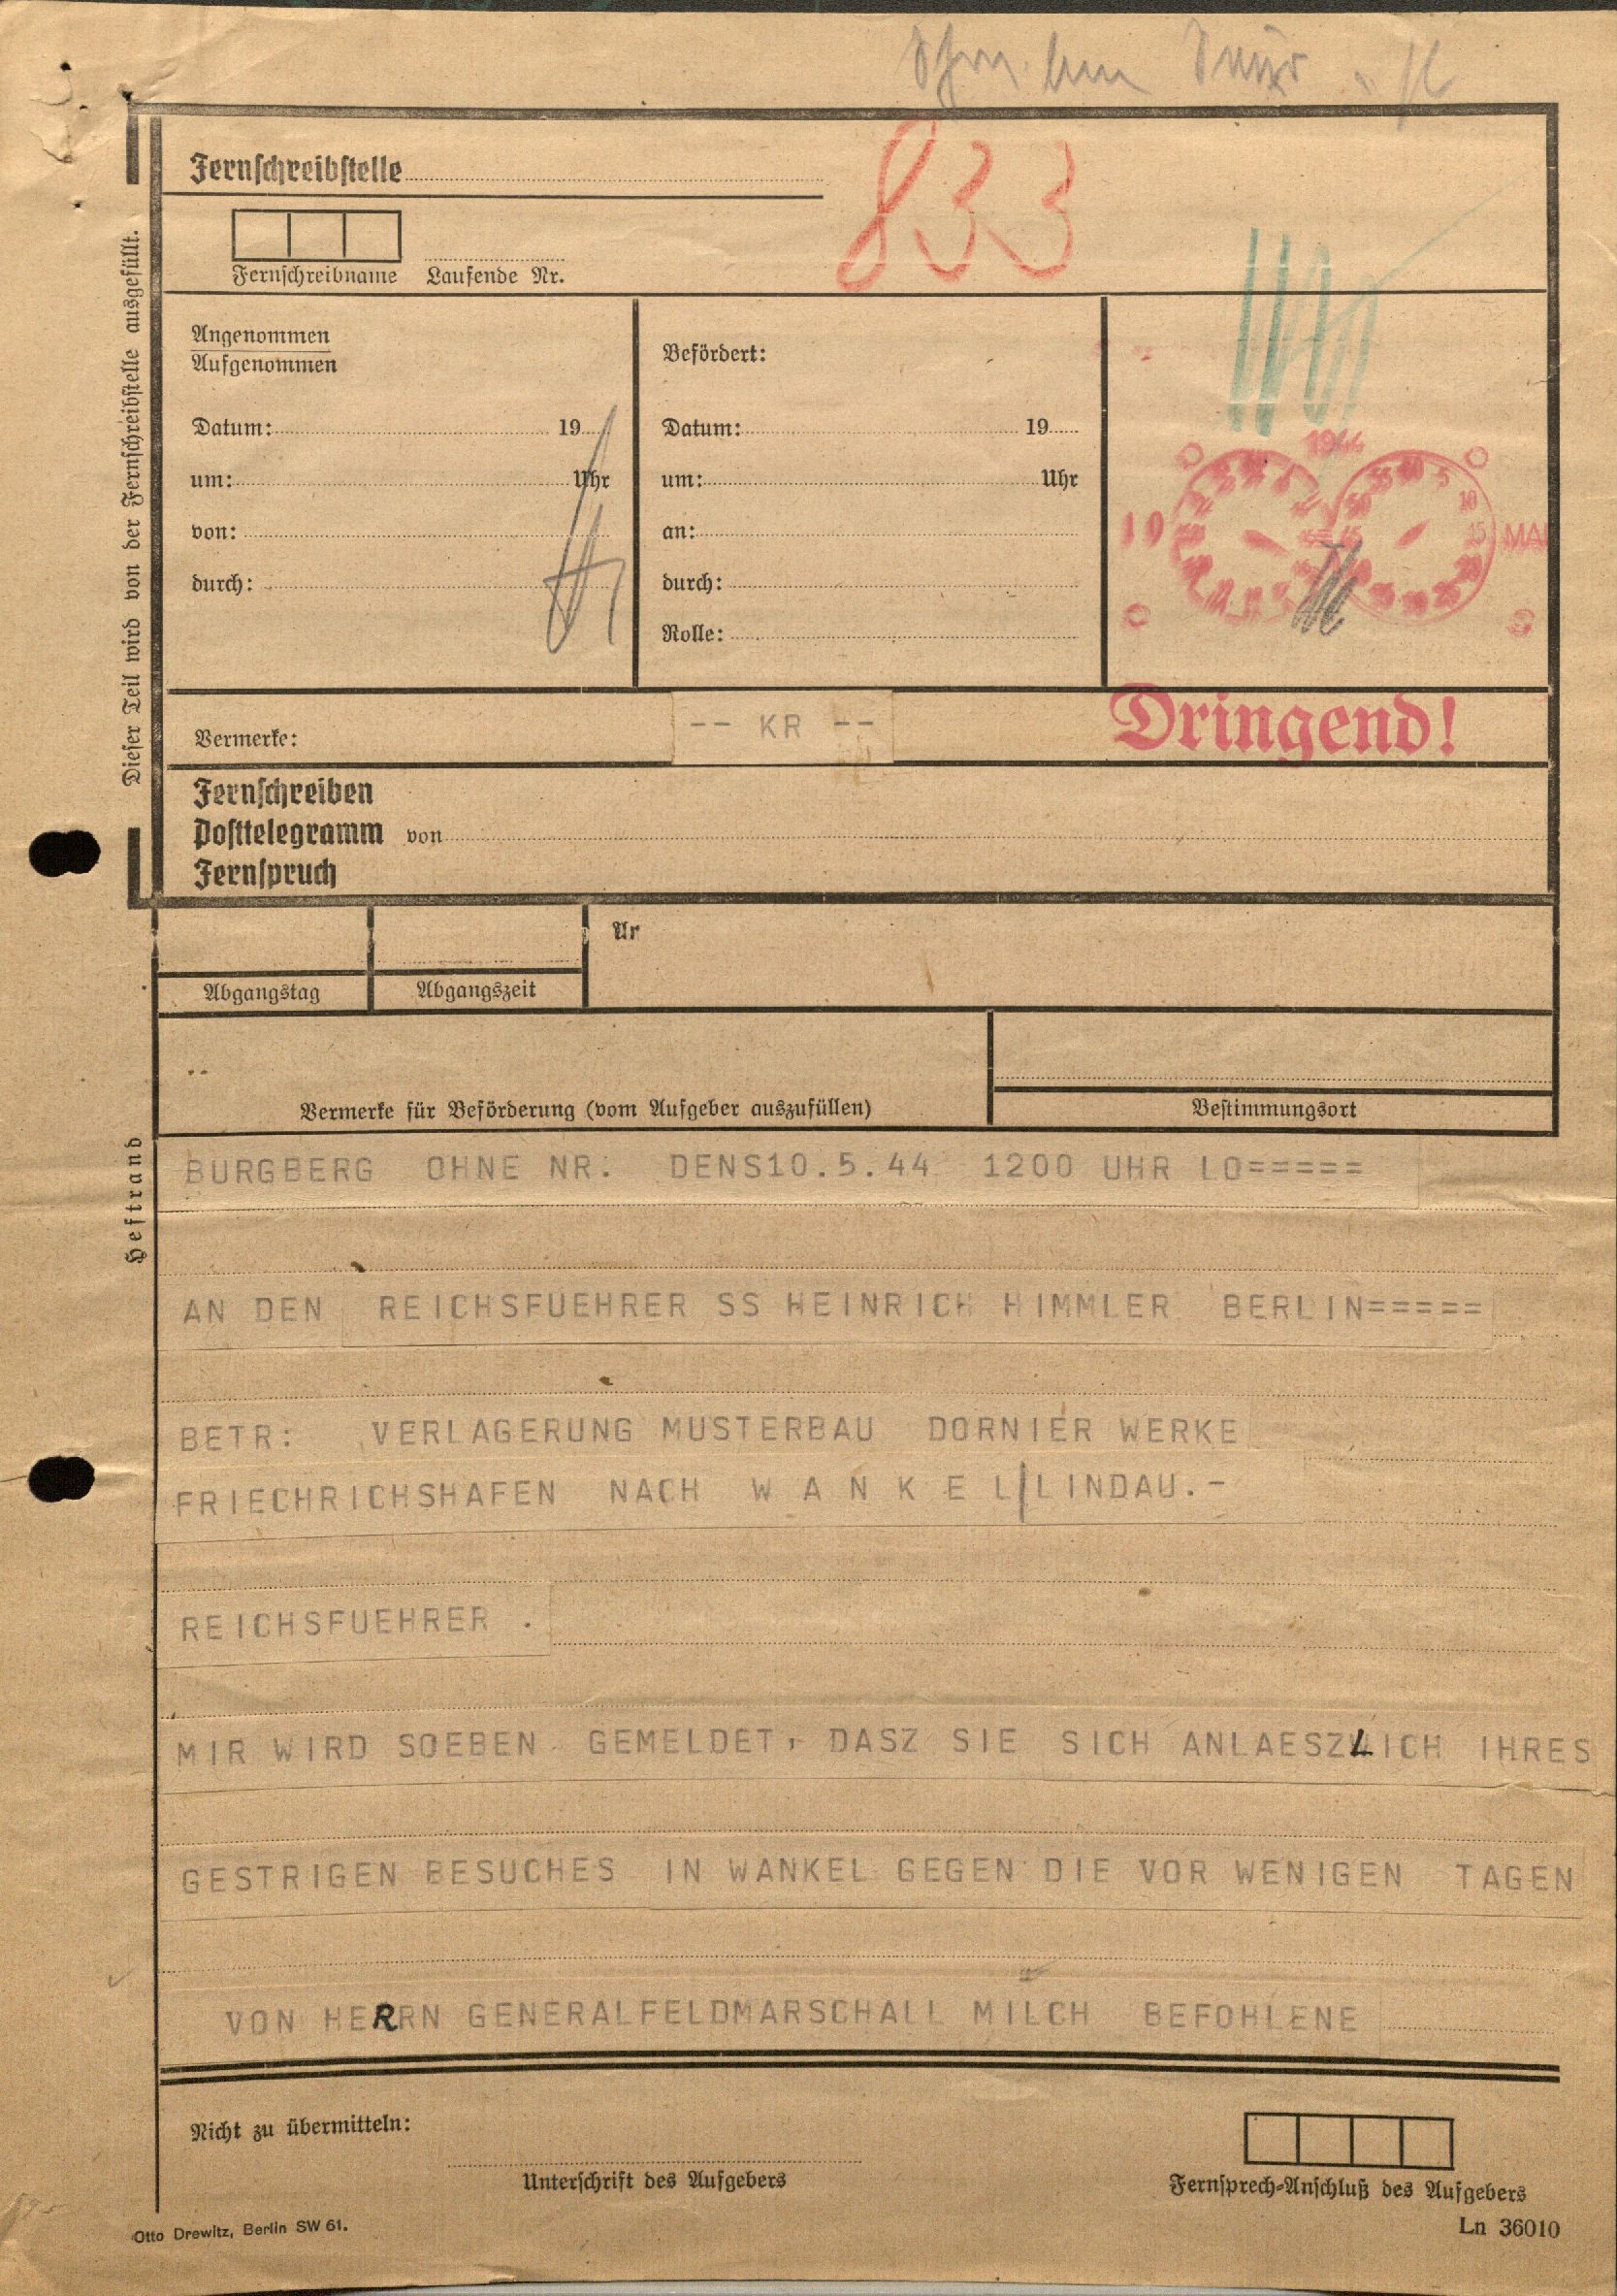 833
Fernschreibstelle
Fernschreibname Laufende Nr.
Dieser Teil wird von der Fernschreibstelle ausgefüllt.
Angenommen
Aufgenommen
Datum: 19
um: Uhr
von:
durch:
Befördert:
Datum: 19
um: Uhr
an:
durch:
Rolle:
1944
19 MAI
Vermerke:
-- KR --
Dringend!
Fernschreiben
Posttelegramm von
Fernspruch
Abgangstag
Abgangszeit
An
Vermerke für Beförderung (vom Aufgeber auszufüllen)
Bestimmungsort
Heftrand
BURGBERG OHNE NR. DENS10.5.44 1200 UHR LO=====
AN DEN REICHSFUEHRER SS HEINRICH HIMMLER BERLIN=====
BETR: VERLAGERUNG MUSTERBAU DORNIER WERKE
FRIECHRICHSHAFEN NACH W A N K E L LINDAU.-
REICHSFUEHRER .
MIR WIRD SOEBEN GEMELDET, DASZ SIE SICH ANLAESZLICH IHRES
GESTRIGEN BESUCHES IN WANKEL GEGEN DIE VOR WENIGEN TAGEN
VON HERRN GENERALFELDMARSCHALL MILCH BEFOHLENE
Nicht zu übermitteln:
Unterschrift des Aufgebers
Fernsprech-Anschluß des Aufgebers
Otto Drewitz, Berlin SW 61.
Ln 36010